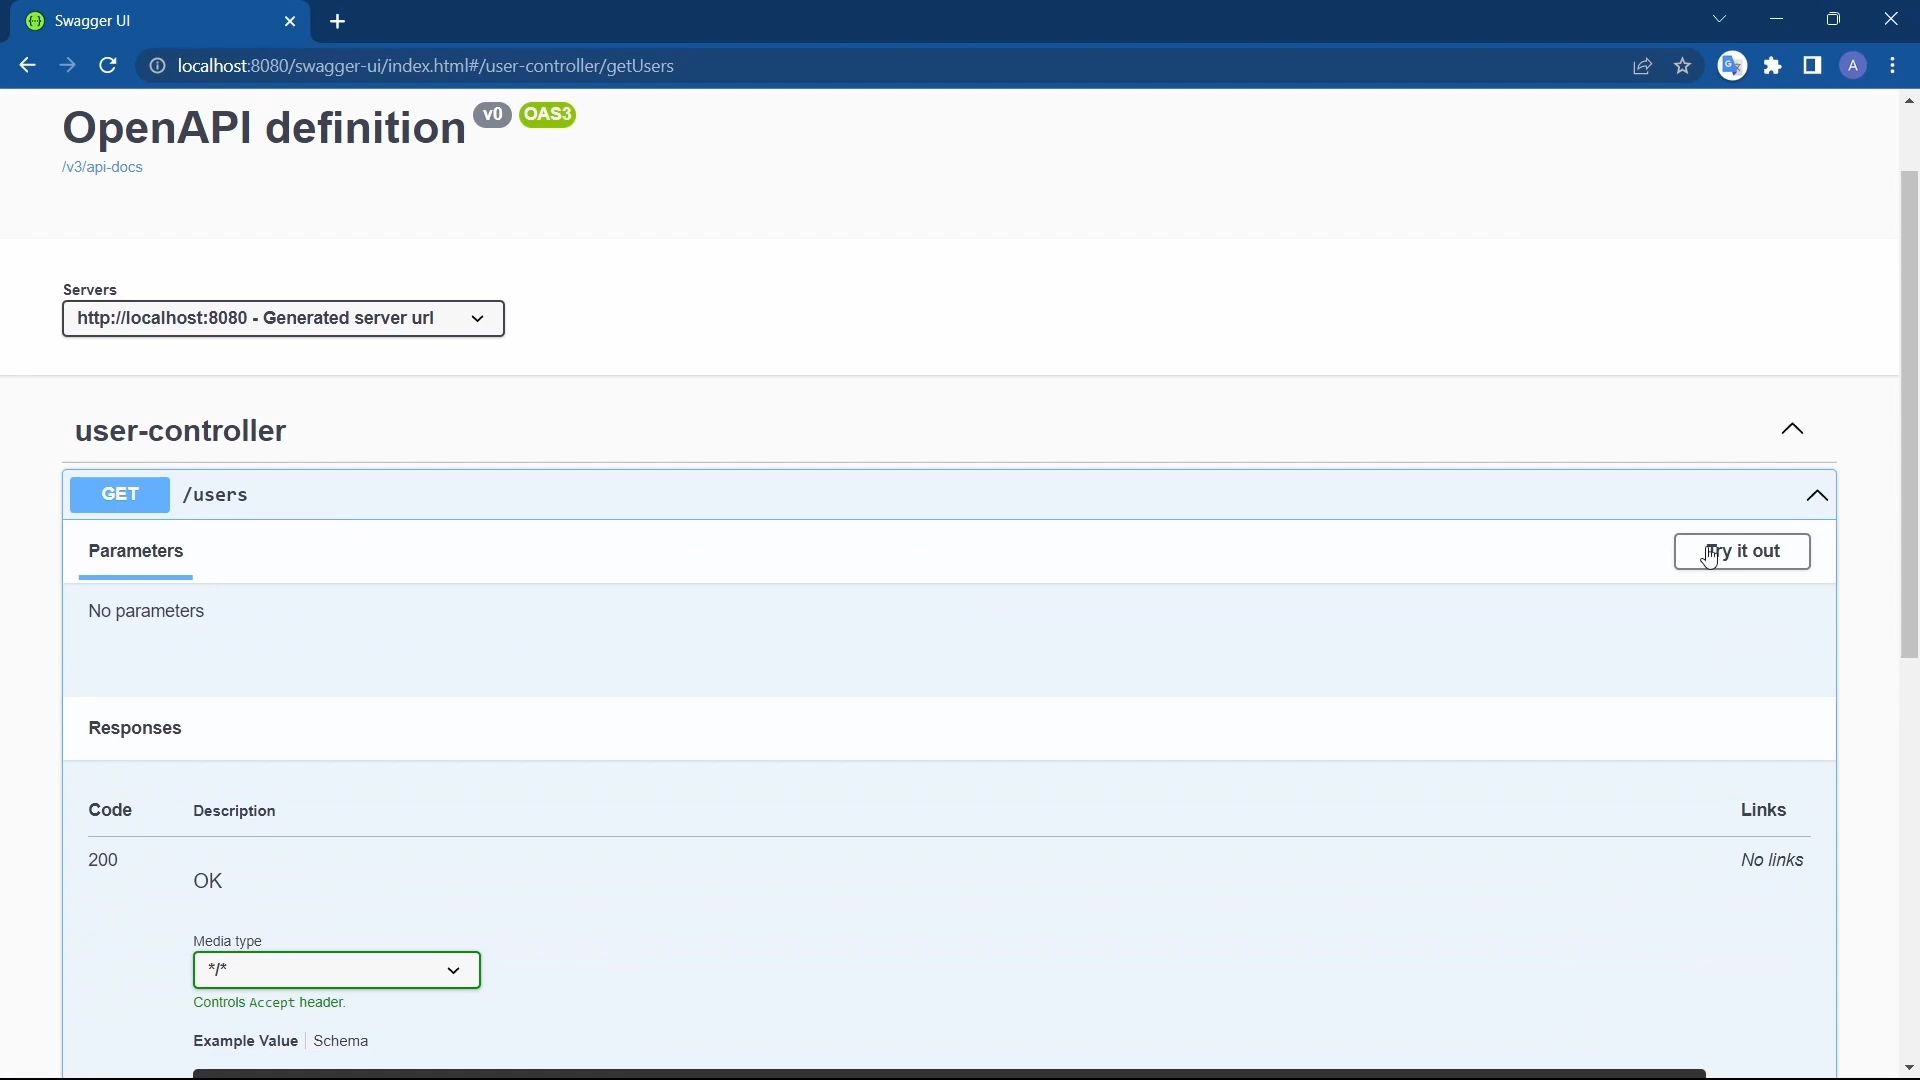 Swagger UI
localhost:8080/swagger-ui/index.html#/user-controller/getUsers
A
OpenAPI definition v0 OAS3
/v3/api-docs
Servers
http://localhost:8080 - Generated server url
user-controller
GET /users
Parameters
Try it out
No parameters
Responses
Code Description Links
200 No links
OK
Media type
*/*
Controls Accept header.
Example Value Schema